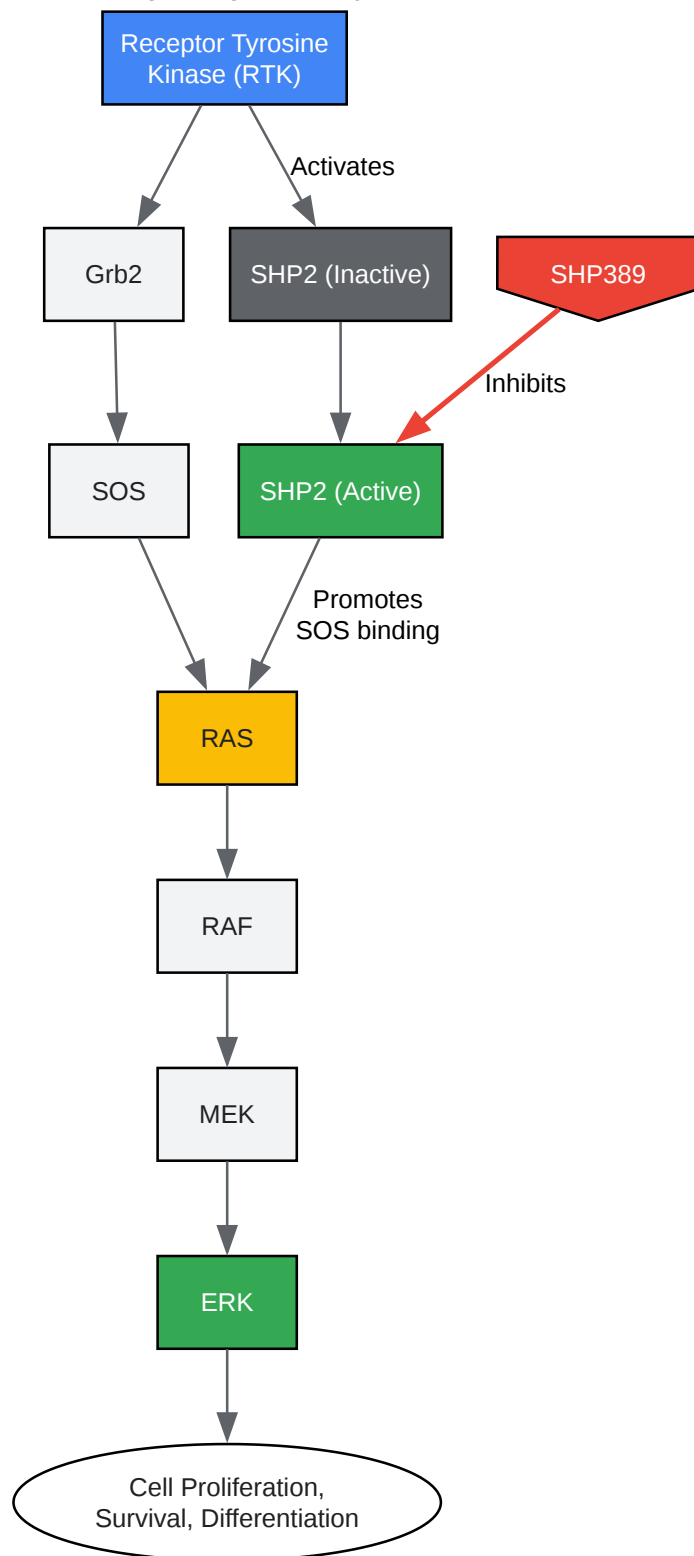 Receptor Tyrosine
Kinase (RTK)
Activates
Grb2
SHP2 (Inactive)
SHP389
Inhibits
SOS
SHP2 (Active)
Promotes
SOS binding
RAS
RAF
MEK
ERK
Cell Proliferation,
Survival, Differentiation